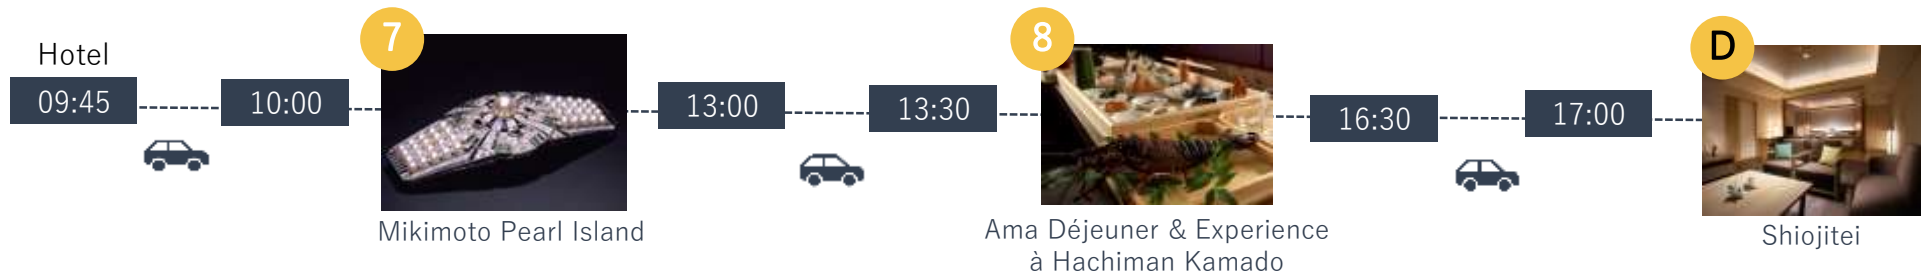 Hotel
09:45
10:00
7
Mikimoto Pearl Island
13:00
13:30
8
Ama Déjeuner & Experience
à Hachiman Kamado
16:30
17:00
D
Shiojitei